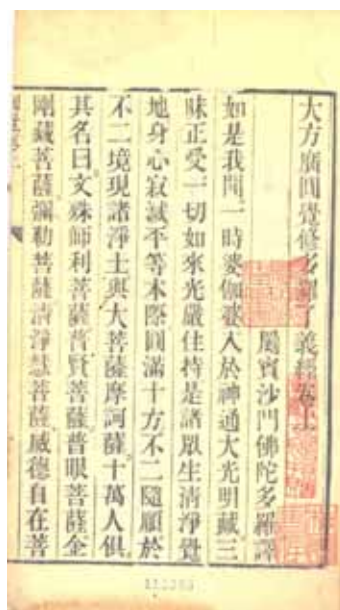 大方廣圓覺修多羅了義經卷上
罽賓沙門佛陀多羅譯
如是我聞一時婆伽婆入於神通大光明藏三
昧正受一切如來光嚴住持是諸眾生清淨覺
地身心寂滅平等本際圓滿十方不二隨順於
不二境現諸淨土與大菩薩摩訶薩十萬人俱
其名曰文殊師利菩薩普賢菩薩普眼菩薩金
剛藏菩薩彌勒菩薩清淨慧菩薩威德自在菩